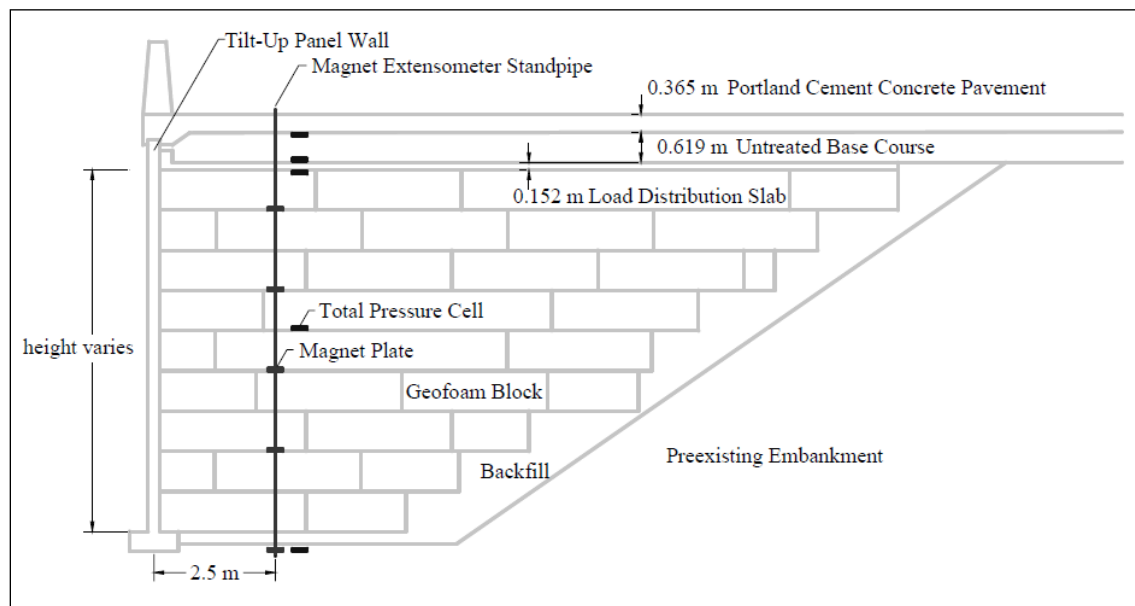 Tilt-Up Panel Wall
Magnet Extensometer Standpipe
0.365 m Portland Cement Concrete Pavement
0.619 m Untreated Base Course
0.152 m Load Distribution Slab
Total Pressure Cell
height varies
Magnet Plate
Geofoam Block
Backfill
Preexisting Embankment
2.5 m